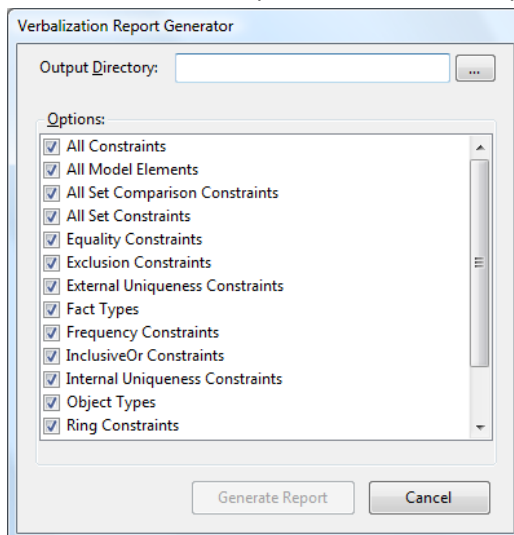 Verbalization Report Generator
Output Directory:
...
Options:
All Constraints
All Model Elements
All Set Comparison Constraints
All Set Constraints
Equality Constraints
Exclusion Constraints
External Uniqueness Constraints
Fact Types
Frequency Constraints
InclusiveOr Constraints
Internal Uniqueness Constraints
Object Types
Ring Constraints
Generate Report
Cancel